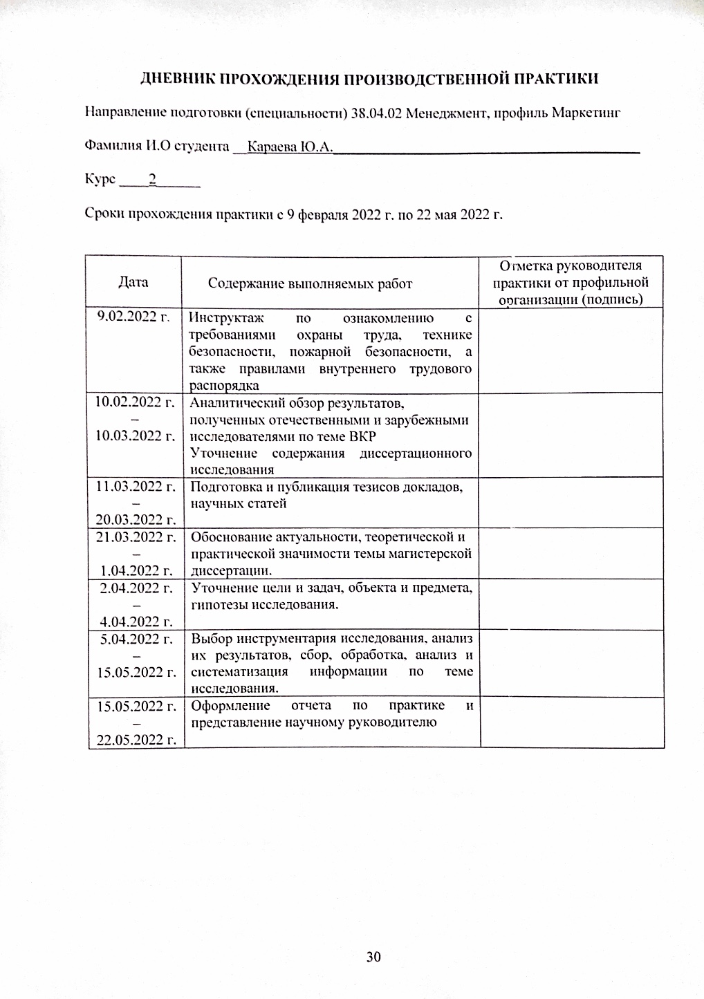 ДНЕВНИК ПРОХОЖДЕНИЯ ПРОИЗВОДСТВЕННОЙ ПРАКТИКИ
Направление подготовки (специальности) 38.04.02 Менеджмент, профиль Маркетинг
Фамилия И.О студента __Караева Ю.А.
Курс ____2______
Сроки прохождения практики с 9 февраля 2022 г. по 22 мая 2022 г.
Дата
Содержание выполняемых работ
Отметка руководителя
практики от профильной
организации (подпись)
9.02.2022 г.
Инструктаж по ознакомлению с
требованиями охраны труда, технике
безопасности, пожарной безопасности, а
также правилами внутреннего трудового
распорядка
10.02.2022 г.
–
10.03.2022 г.
Аналитический обзор результатов,
полученных отечественными и зарубежными
исследователями по теме ВКР
Уточнение содержания диссертационного
исследования
11.03.2022 г.
–
20.03.2022 г.
Подготовка и публикация тезисов докладов,
научных статей
21.03.2022 г.
–
1.04.2022 г.
Обоснование актуальности, теоретической и
практической значимости темы магистерской
диссертации.
2.04.2022 г.
–
4.04.2022 г.
Уточнение цели и задач, объекта и предмета,
гипотезы исследования.
5.04.2022 г.
–
15.05.2022 г.
Выбор инструментария исследования, анализ
их результатов, сбор, обработка, анализ и
систематизация информации по теме
исследования.
15.05.2022 г.
–
22.05.2022 г.
Оформление отчета по практике и
представление научному руководителю
30